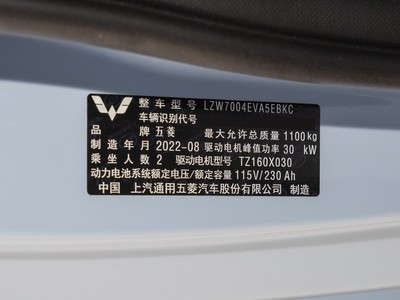 整车型号 LZW7004EVA5EBKC
车辆识别代号
品牌 五菱 最大允许总质量 1100kg
制造年月 2022-08 驱动电机峰值功率 30 kW
乘坐人数 2 驱动电机型号 TZ160X030
动力电池系统额定电压/额定容量 115V/230 Ah
中国 上汽通用五菱汽车股份有限公司 制造